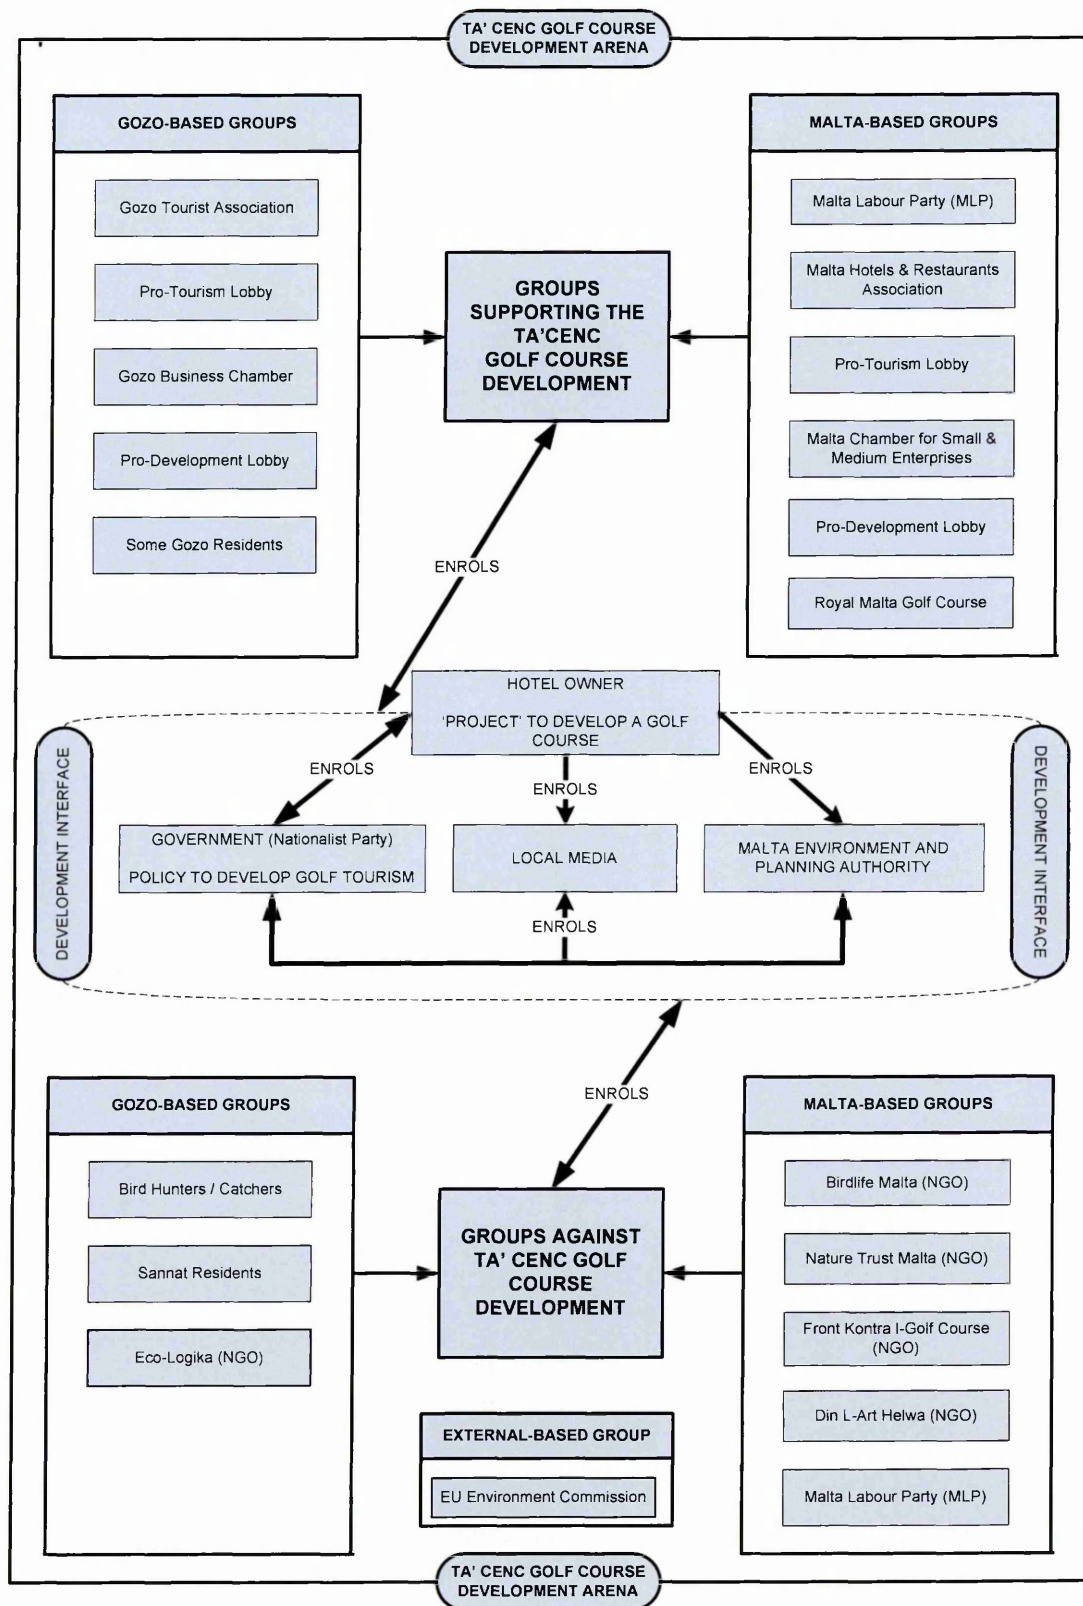 TA' CENC GOLF COURSE
DEVELOPMENT ARENA
GOZO-BASED GROUPS
Gozo Tourist Association
Pro-Tourism Lobby
Gozo Business Chamber
Pro-Development Lobby
Some Gozo Residents
GROUPS
SUPPORTING THE
TA'CENC
GOLF COURSE
DEVELOPMENT
MALTA-BASED GROUPS
Malta Labour Party (MLP)
Malta Hotels & Restaurants
Association
Pro-Tourism Lobby
Malta Chamber for Small &
Medium Enterprises
Pro-Development Lobby
Royal Malta Golf Course
ENROLS
HOTEL OWNER
'PROJECT' TO DEVELOP A GOLF
COURSE
DEVELOPMENT INTERFACE
ENROLS
ENROLS
ENROLS
GOVERNMENT (Nationalist Party)
POLICY TO DEVELOP GOLF TOURISM
LOCAL MEDIA
MALTA ENVIRONMENT AND
PLANNING AUTHORITY
DEVELOPMENT INTERFACE
ENROLS
ENROLS
GOZO-BASED GROUPS
Bird Hunters / Catchers
Sannat Residents
Eco-Logika (NGO)
GROUPS AGAINST
TA' CENC GOLF
COURSE
DEVELOPMENT
MALTA-BASED GROUPS
Birdlife Malta (NGO)
Nature Trust Malta (NGO)
Front Kontra l-Golf Course
(NGO)
Din L-Art Helwa (NGO)
Malta Labour Party (MLP)
EXTERNAL-BASED GROUP
EU Environment Commission
TA' CENC GOLF COURSE
DEVELOPMENT ARENA